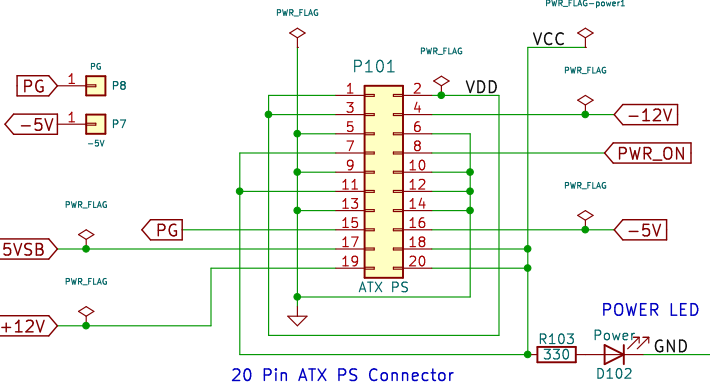 PWR_FLAG
PWR_FLAG-power1
VCC
P101
PWR_FLAG
PWR_FLAG
PG
PG 1 P8
1 2 VDD
3 4 -12V
-5V 1 P7
5 6
-5V
7 8 PWR_ON
9 10
11 12
PWR_FLAG
PWR_FLAG
13 14
PG 15 16 -5V
5VSB 17 18
19 20
PWR_FLAG
ATX PS
POWER LED
+12V
R103 Power
330 GND
D102
20 Pin ATX PS Connector